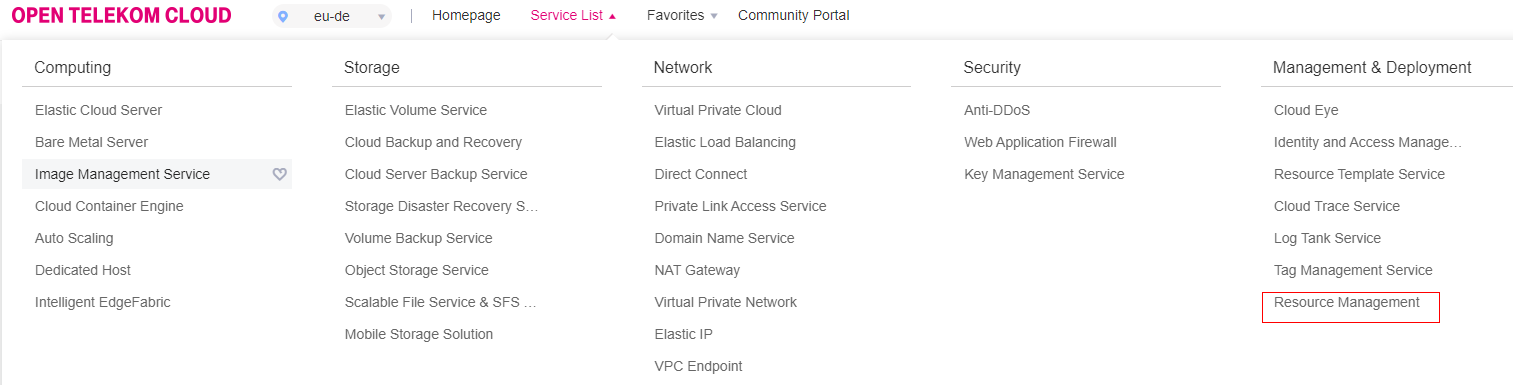 OPEN TELEKOM CLOUD eu-de Homepage Service List Favorites Community Portal
Computing
Elastic Cloud Server
Bare Metal Server
Image Management Service
Cloud Container Engine
Auto Scaling
Dedicated Host
Intelligent EdgeFabric
Storage
Elastic Volume Service
Cloud Backup and Recovery
Cloud Server Backup Service
Storage Disaster Recovery S...
Volume Backup Service
Object Storage Service
Scalable File Service & SFS ...
Mobile Storage Solution
Network
Virtual Private Cloud
Elastic Load Balancing
Direct Connect
Private Link Access Service
Domain Name Service
NAT Gateway
Virtual Private Network
Elastic IP
VPC Endpoint
Security
Anti-DDoS
Web Application Firewall
Key Management Service
Management & Deployment
Cloud Eye
Identity and Access Manage...
Resource Template Service
Cloud Trace Service
Log Tank Service
Tag Management Service
Resource Management